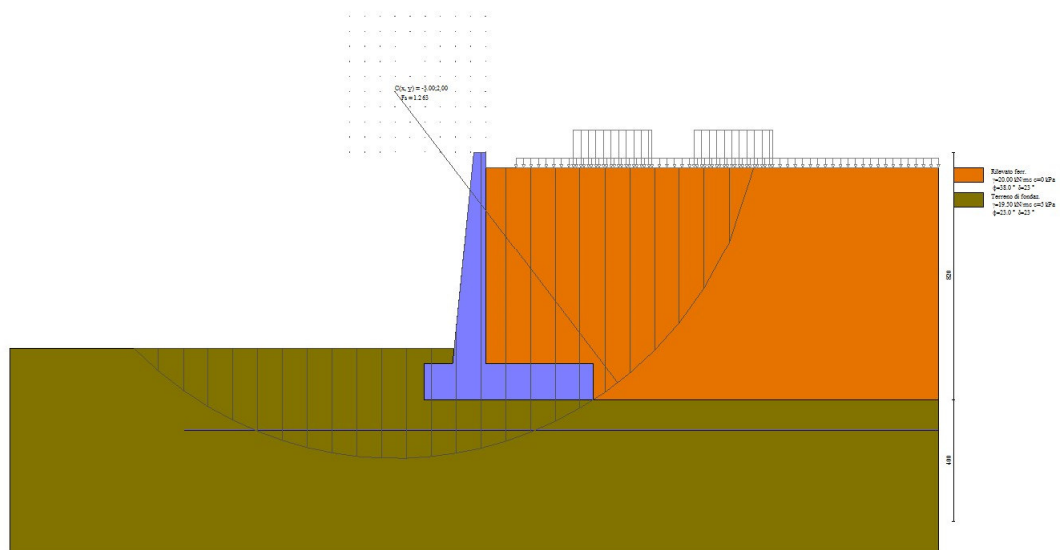 C(x, y) = -3.00;2,00
Fs=1.263
Rilevato ferr.
γ=20.00 kN/mc c=0 kPa
φ=38.0 ° δ=23 °
Terreno di fondaz.
γ=19.50 kN/mc c=5 kPa
φ=23.0 ° δ=23 °
820
400